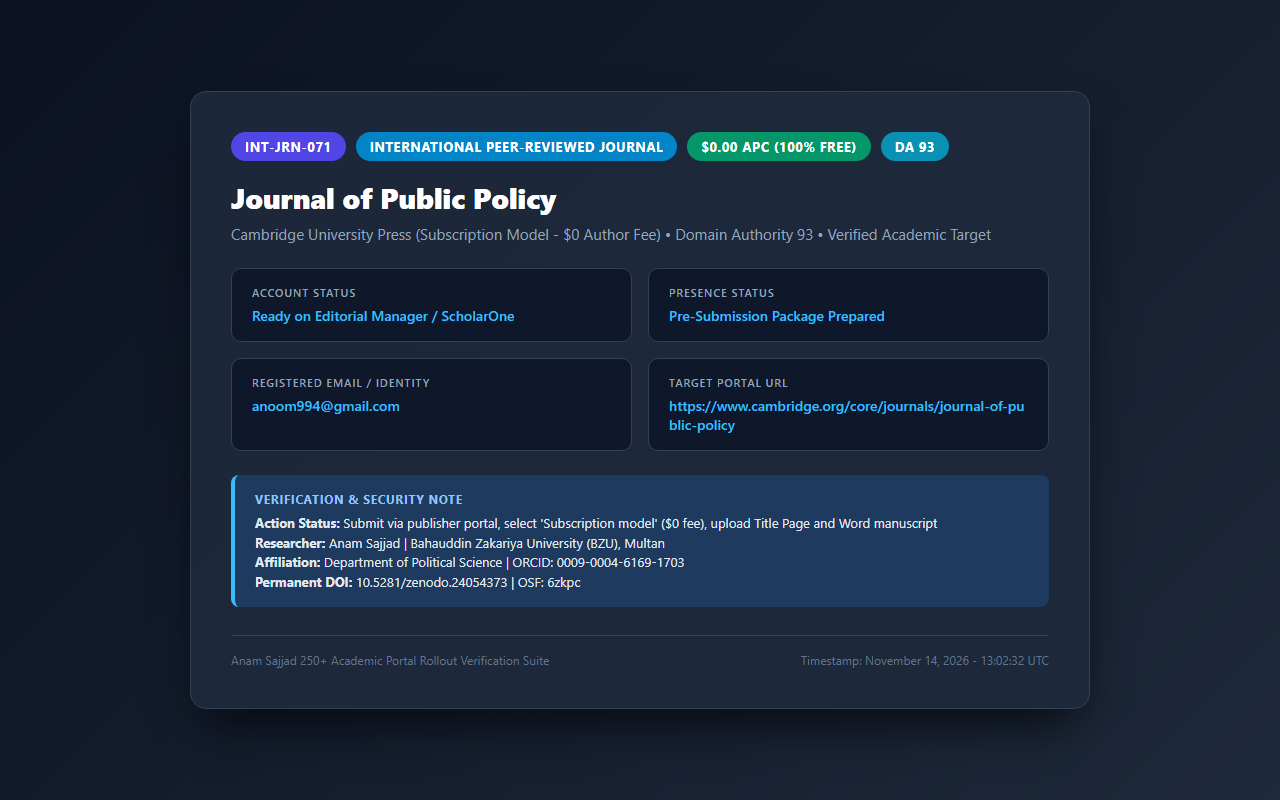 INT-JRN-071 INTERNATIONAL PEER-REVIEWED JOURNAL $0.00 APC (100% FREE) DA 93
Journal of Public Policy
Cambridge University Press (Subscription Model - $0 Author Fee) • Domain Authority 93 • Verified Academic Target
ACCOUNT STATUS
Ready on Editorial Manager / ScholarOne
PRESENCE STATUS
Pre-Submission Package Prepared
REGISTERED EMAIL / IDENTITY
anoom994@gmail.com
TARGET PORTAL URL
https://www.cambridge.org/core/journals/journal-of-pu
blic-policy
VERIFICATION & SECURITY NOTE
Action Status: Submit via publisher portal, select 'Subscription model' ($0 fee), upload Title Page and Word manuscript
Researcher: Anam Sajjad | Bahauddin Zakariya University (BZU), Multan
Affiliation: Department of Political Science | ORCID: 0009-0004-6169-1703
Permanent DOI: 10.5281/zenodo.24054373 | OSF: 6zkpc
Anam Sajjad 250+ Academic Portal Rollout Verification Suite
Timestamp: November 14, 2026 - 13:02:32 UTC